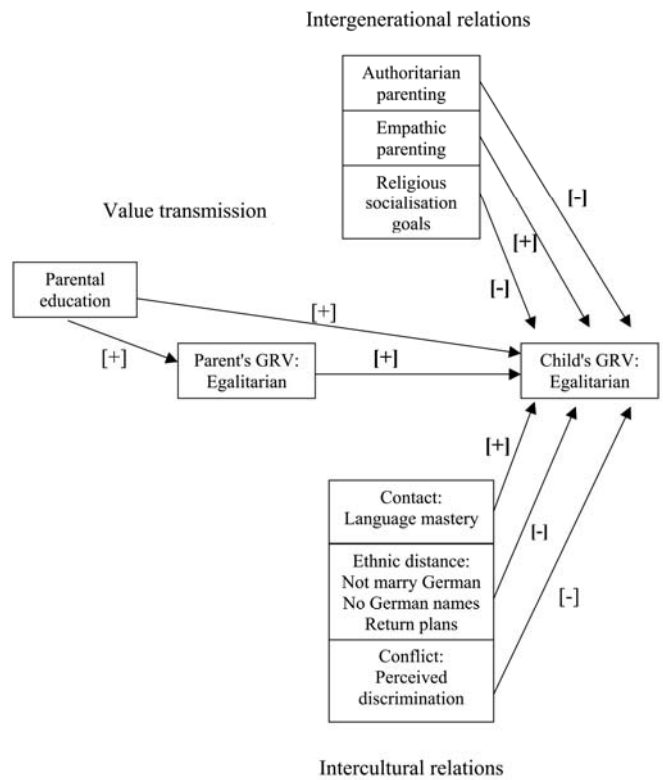 Intergenerational relations
Authoritarian
parenting
Empathic
parenting
Religious
socialisation
goals
[-]
[+]
[-]
Value transmission
Parental
education
[+]
[+]
Parent's GRV:
Egalitarian
[+]
Child's GRV:
Egalitarian
[+]
[-]
[-]
Contact:
Language mastery
Ethnic distance:
Not marry German
No German names
Return plans
Conflict:
Perceived
discrimination
Intercultural relations